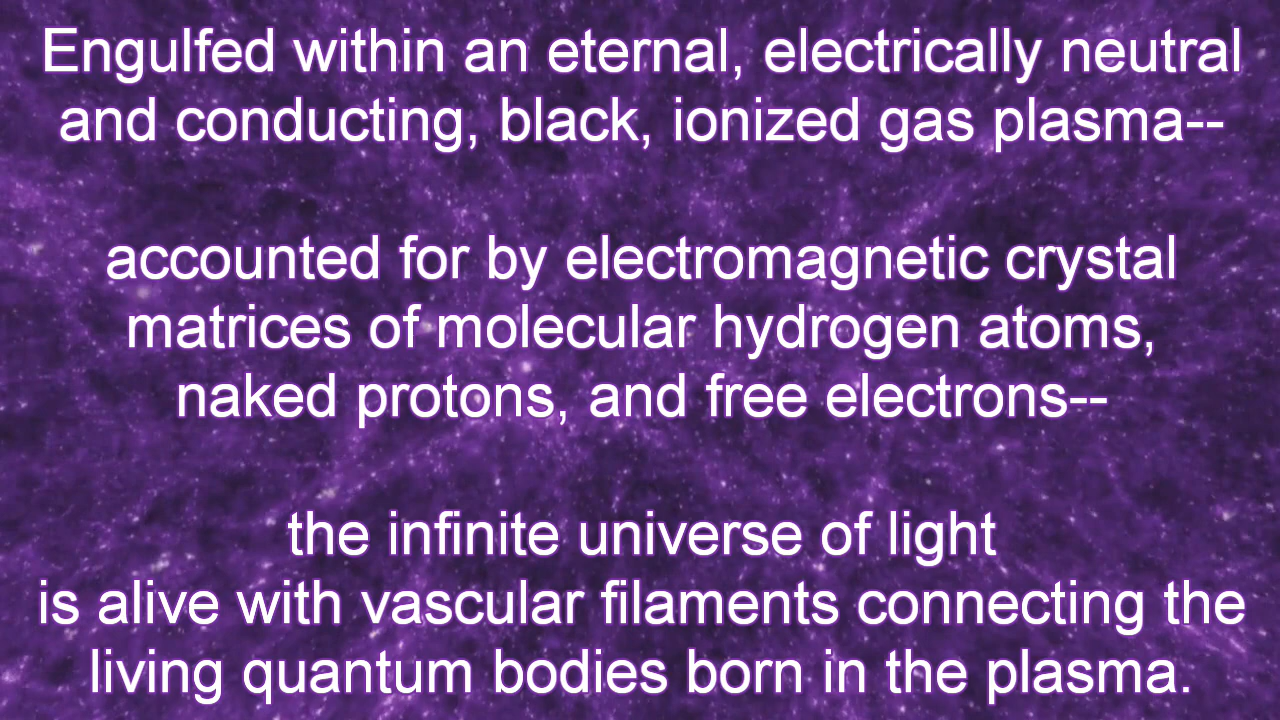 Engulfed within an eternal, electrically neutral
and conducting, black, ionized gas plasma--
accounted for by electromagnetic crystal
matrices of molecular hydrogen atoms,
naked protons, and free electrons--
the infinite universe of light
is alive with vascular filaments connecting the
living quantum bodies born in the plasma.